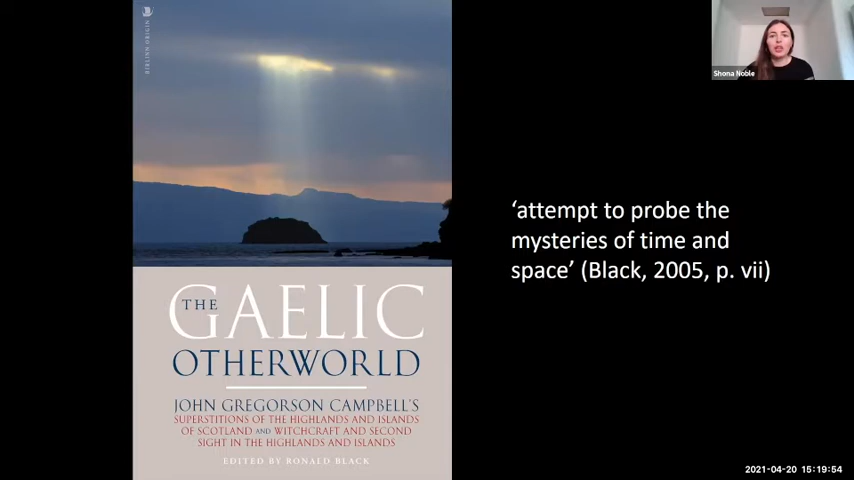 BIRLINN ORIGIN
THE
GAELIC
OTHERWORLD
JOHN GREGORSON CAMPBELL'S
SUPERSTITIONS OF THE HIGHLANDS AND ISLANDS
OF SCOTLAND AND WITCHCRAFT AND SECOND
SIGHT IN THE HIGHLANDS AND ISLANDS
EDITED BY RONALD BLACK
‘attempt to probe the
mysteries of time and
space’ (Black, 2005, p. vii)
Shona Noble
2021-04-20 15:19:54